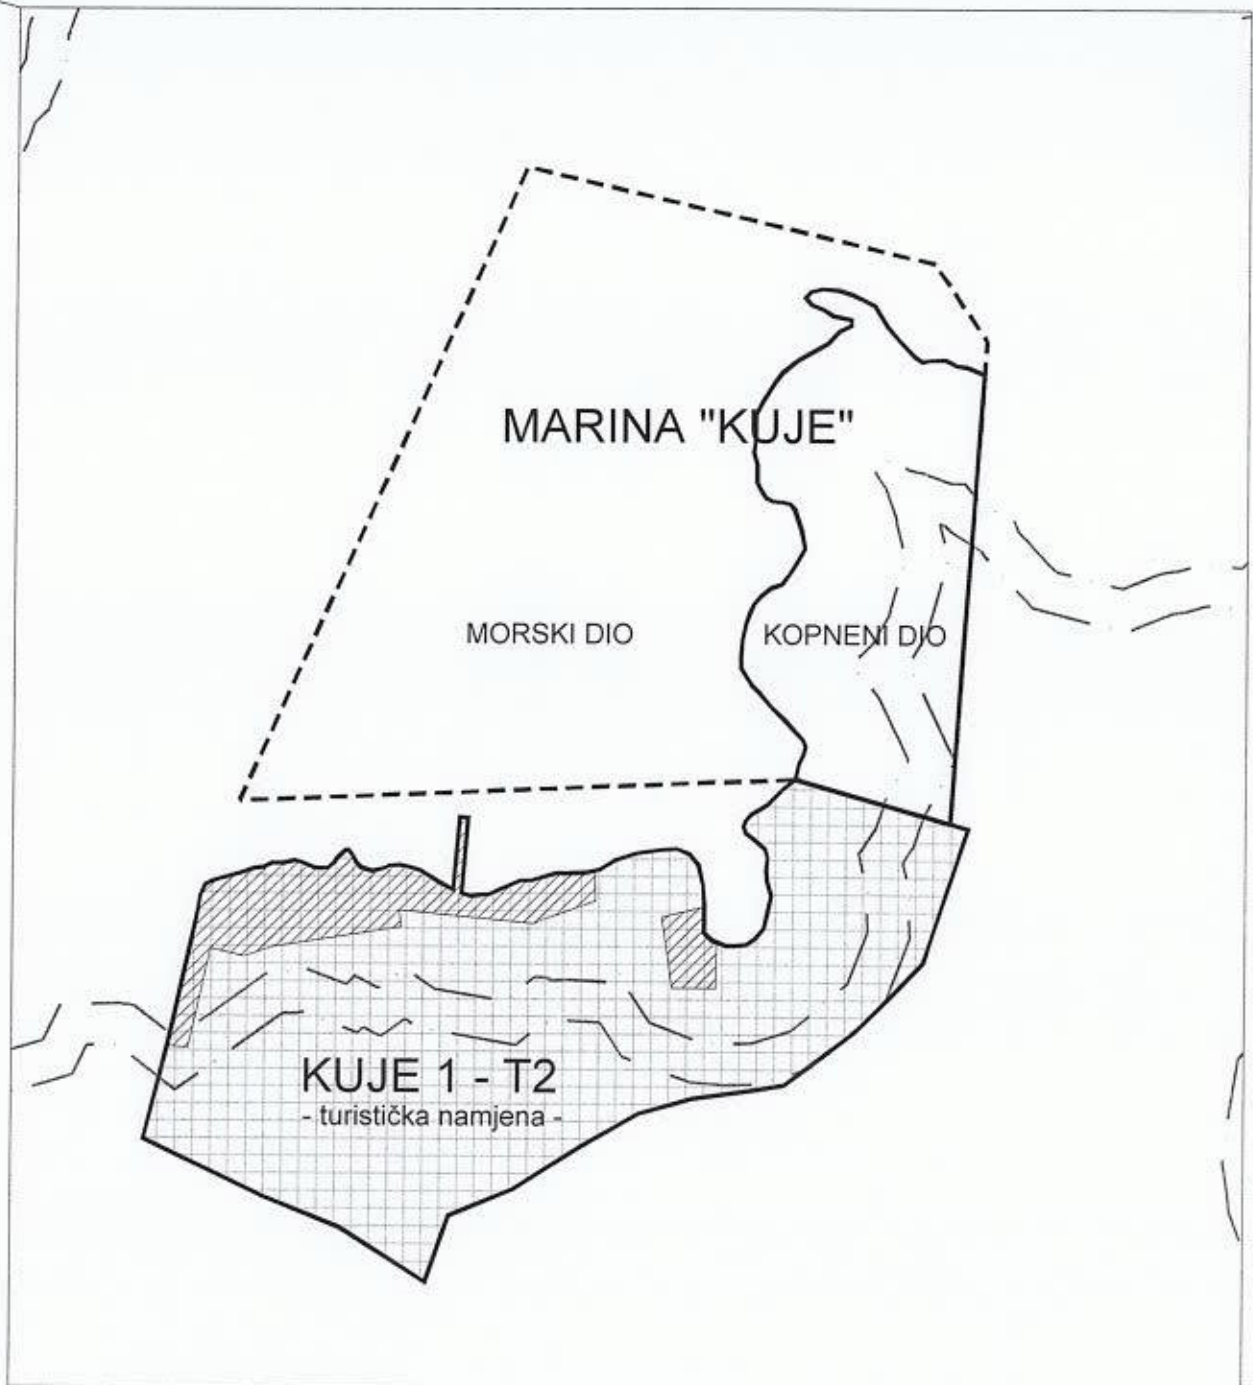 MARINA "KUJE"
MORSKI DIO
KOPNENI DIO
KUJE 1 - T2
- turistička namjena -